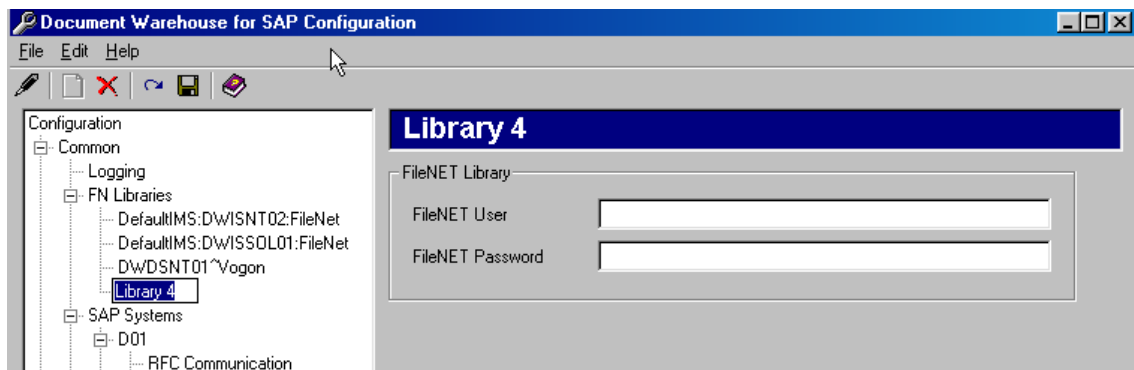 Document Warehouse for SAP Configuration
File Edit Help
Configuration
Common
Logging
FN Libraries
DefaultIMS:DWISNT02:FileNet
DefaultIMS:DWISSOL01:FileNet
DWDSNT01^Vogon
Library 4
SAP Systems
D01
RFC Communication
Library 4
FileNET Library
FileNET User
FileNET Password